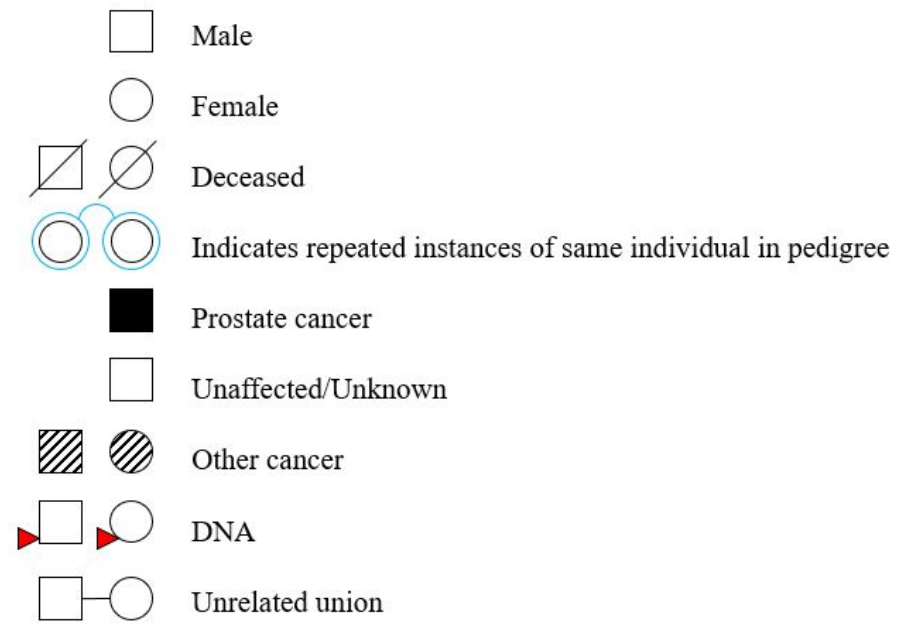 Male
Female
Deceased
Indicates repeated instances of same individual in pedigree
Prostate cancer
Unaffected/Unknown
Other cancer
DNA
Unrelated union